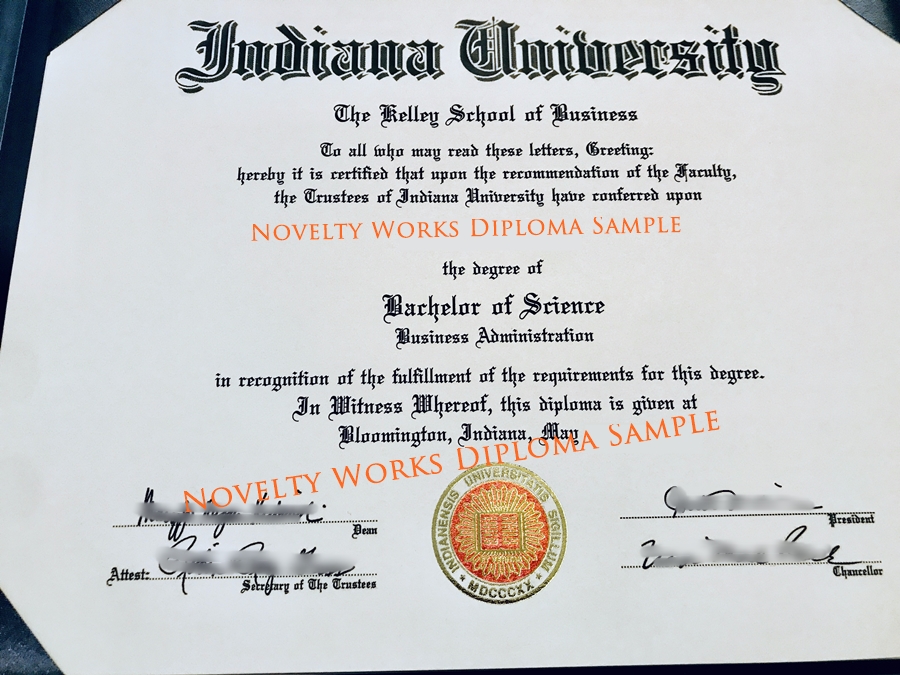 Indiana University
The Kelley School of Business
To all who may read these letters, Greeting:
hereby it is certified that upon the recommendation of the Faculty,
the Trustees of Indiana University have conferred upon
NOVELTY WORKS DIPLOMA SAMPLE
the degree of
Bachelor of Science
Business Administration
in recognition of the fulfillment of the requirements for this degree.
In Witness Whereof, this diploma is given at
Bloomington, Indiana, May
NOVELTY WORKS DIPLOMA SAMPLE
Dean
Attest:
Secretary of The Trustees
INDIANENSIS UNIVERSITATIS SIGILLUM
MDCCCXX
President
Chancellor